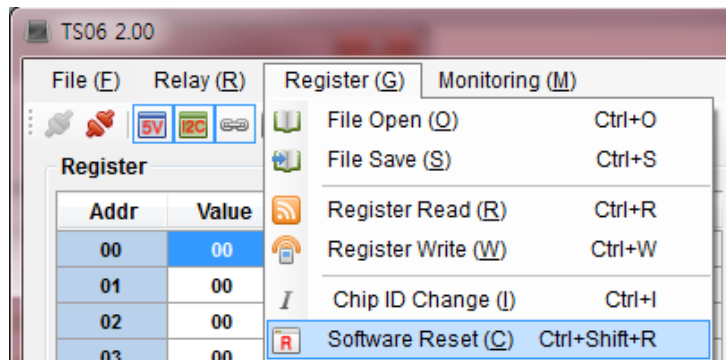 TS06 2.00
File (F) Relay (R) Register (G) Monitoring (M)
5V I2C
File Open (O) Ctrl+O
File Save (S) Ctrl+S
Register
Addr Value
Register Read (R) Ctrl+R
00 00
Register Write (W) Ctrl+W
01 00
I Chip ID Change (I) Ctrl+I
02 00
R Software Reset (C) Ctrl+Shift+R
03 00